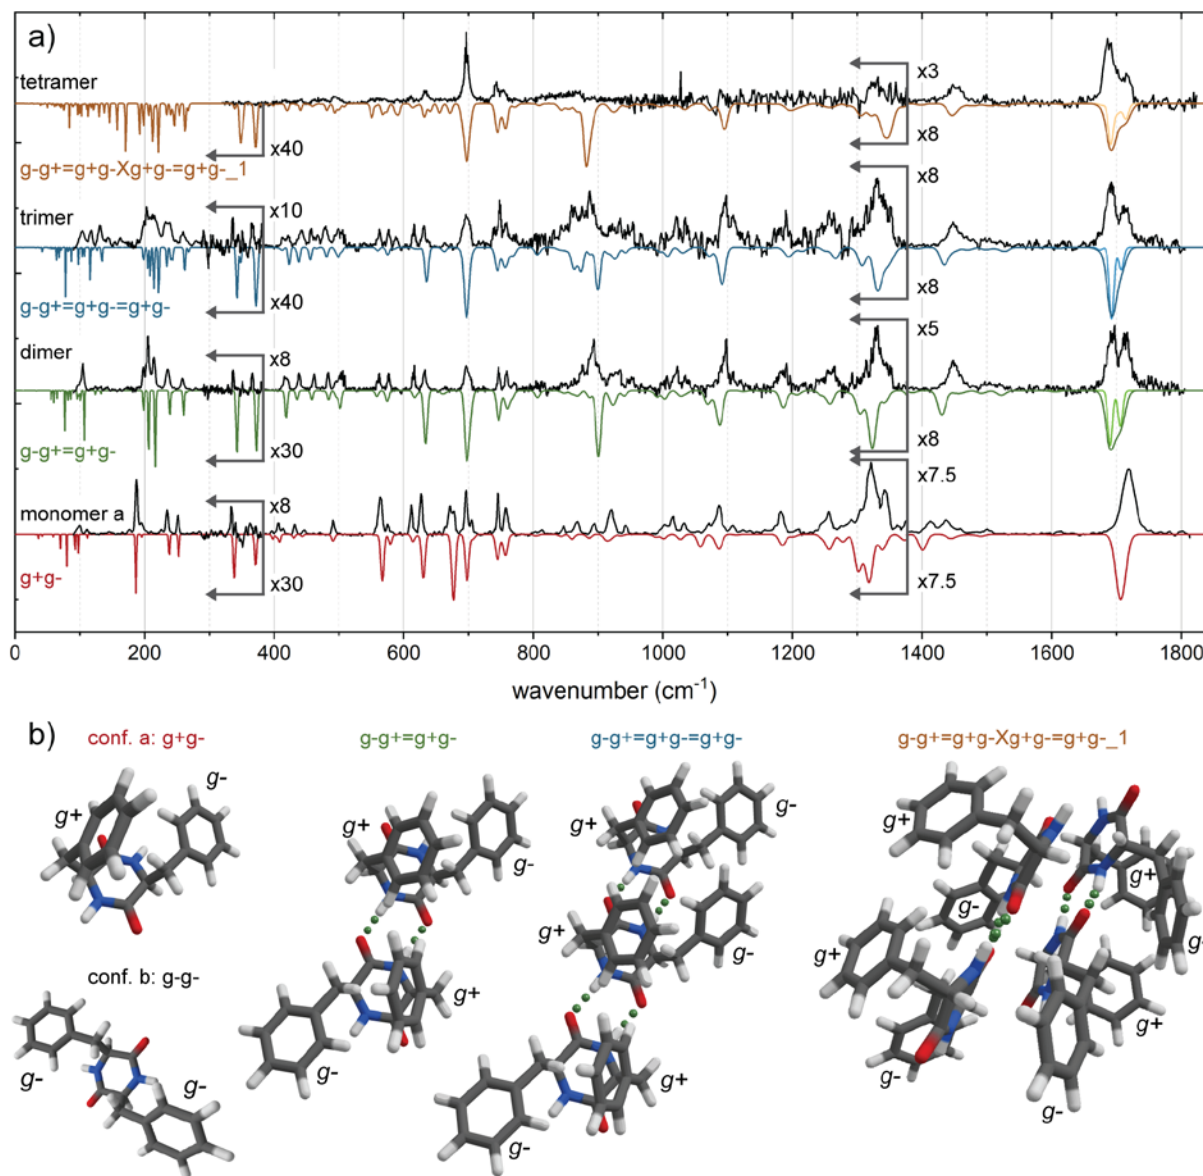 a)
tetramer
x3
x40
x8
g-g+=g+g-Xg+g-=g+g-_1
x8
trimer
x10
x40
x8
g-g+=g+g-=g+g-
x5
dimer
x8
x30
x8
g-g+=g+g-
x7.5
monomer a
x8
g+g-
x30
x7.5
0 200 400 600 800 1000 1200 1400 1600 1800
wavenumber (cm-1)
b)
conf. a: g+g-
g-g+=g+g-
g-g+=g+g-=g+g-
g-g+=g+g-Xg+g-=g+g-_1
g+
g-
g+
g-
g+
g-
g+
g-
g+
g-
g+
g-
g+
g-
g+
g-
g+
g-
g+
g-
conf. b: g-g-
g-
g-